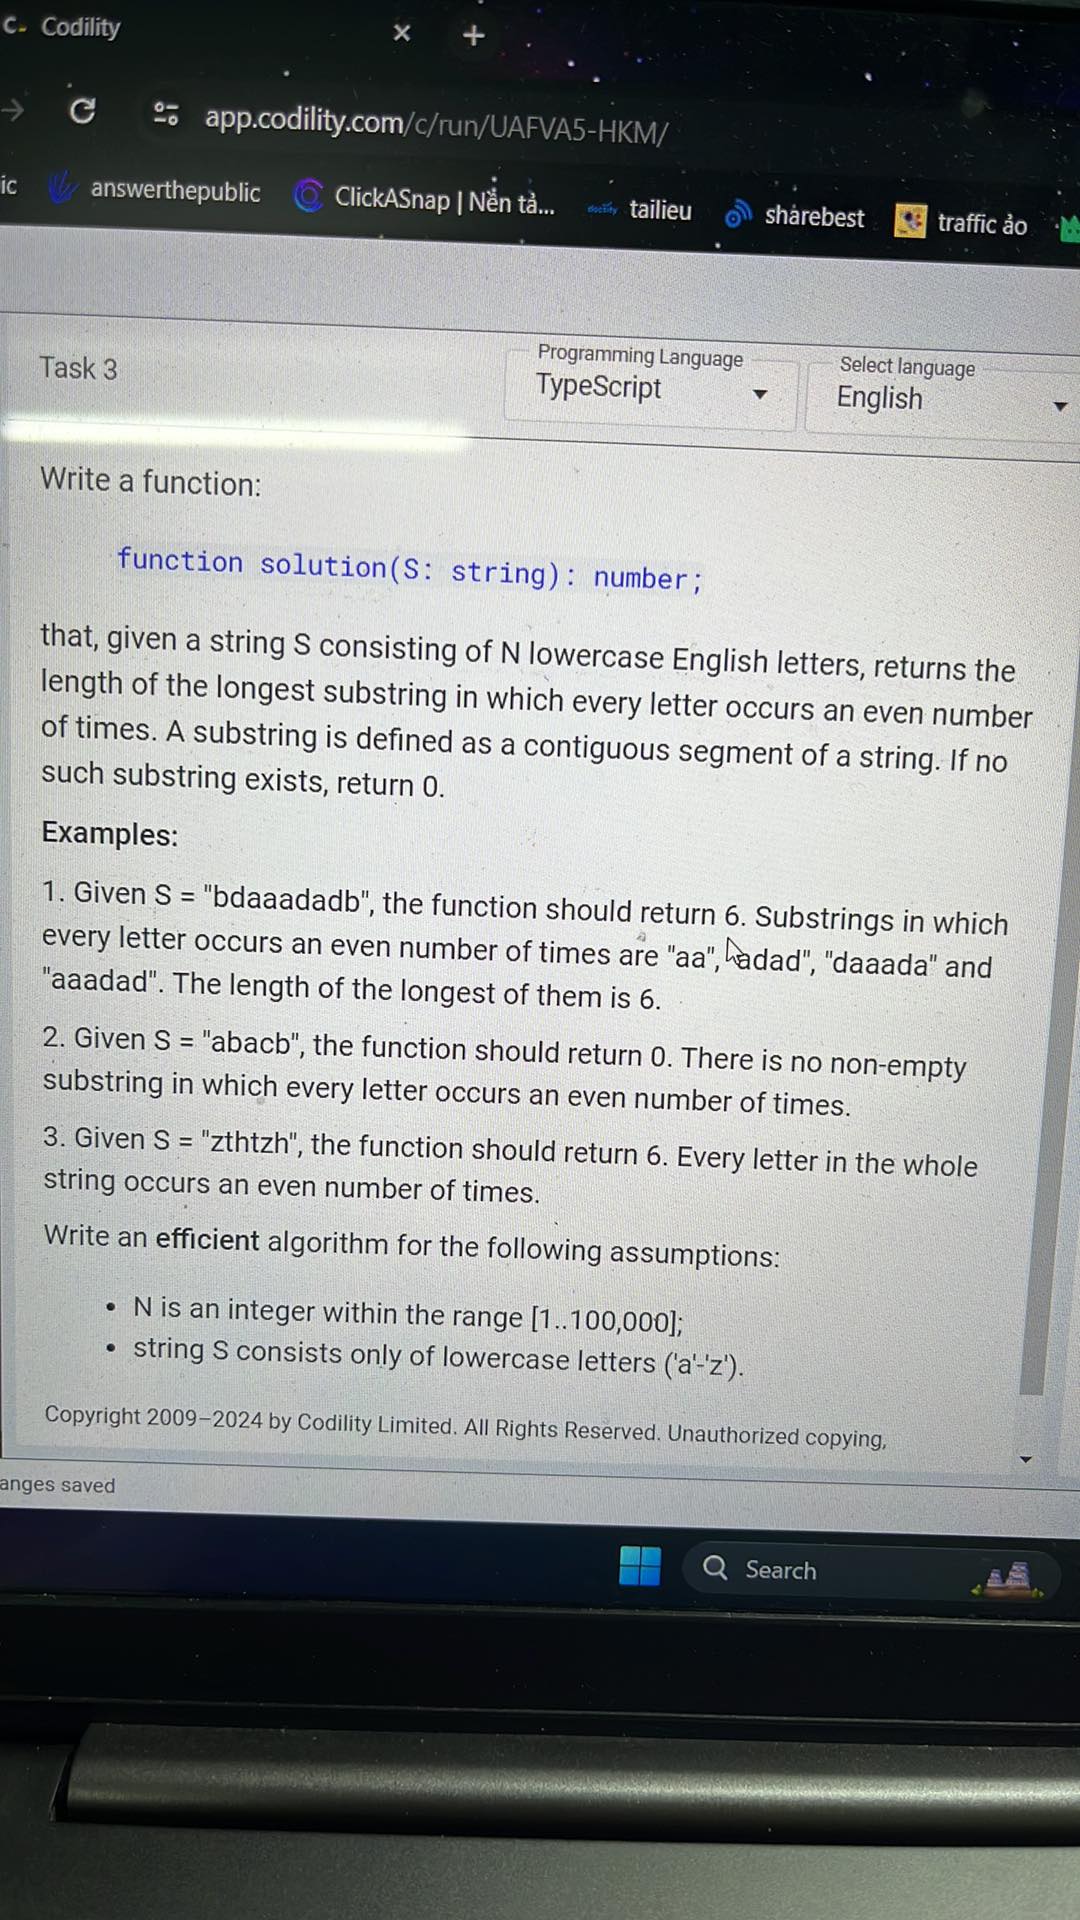 Codility
app.codility.com/c/run/UAFVA5-HKM/
ic answerthepublic ClickASnap | Nền tả... tailieu sharebest traffic ảo
Task 3
Programming Language
TypeScript
Select language
English
Write a function:
function solution(S: string): number;
that, given a string S consisting of N lowercase English letters, returns the
length of the longest substring in which every letter occurs an even number
of times. A substring is defined as a contiguous segment of a string. If no
such substring exists, return 0.
Examples:
1. Given S = "bdaaadadb", the function should return 6. Substrings in which
every letter occurs an even number of times are "aa", "adad", "daaada" and
"aaadad". The length of the longest of them is 6.
2. Given S = "abacb", the function should return 0. There is no non-empty
substring in which every letter occurs an even number of times.
3. Given S = "zthtzh", the function should return 6. Every letter in the whole
string occurs an even number of times.
Write an efficient algorithm for the following assumptions:
• N is an integer within the range [1..100,000];
• string S consists only of lowercase letters ('a'-'z').
Copyright 2009–2024 by Codility Limited. All Rights Reserved. Unauthorized copying,
anges saved
Search